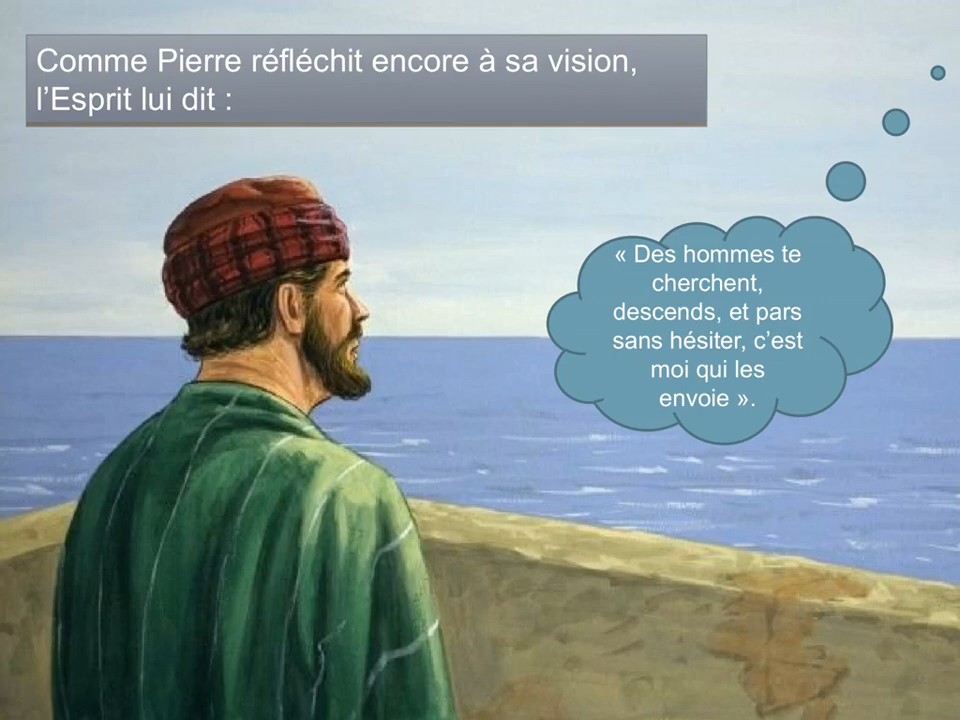 Comme Pierre réfléchit encore à sa vision,
l’Esprit lui dit :
« Des hommes te
cherchent,
descends, et pars
sans hésiter, c’est
moi qui les
envoie ».